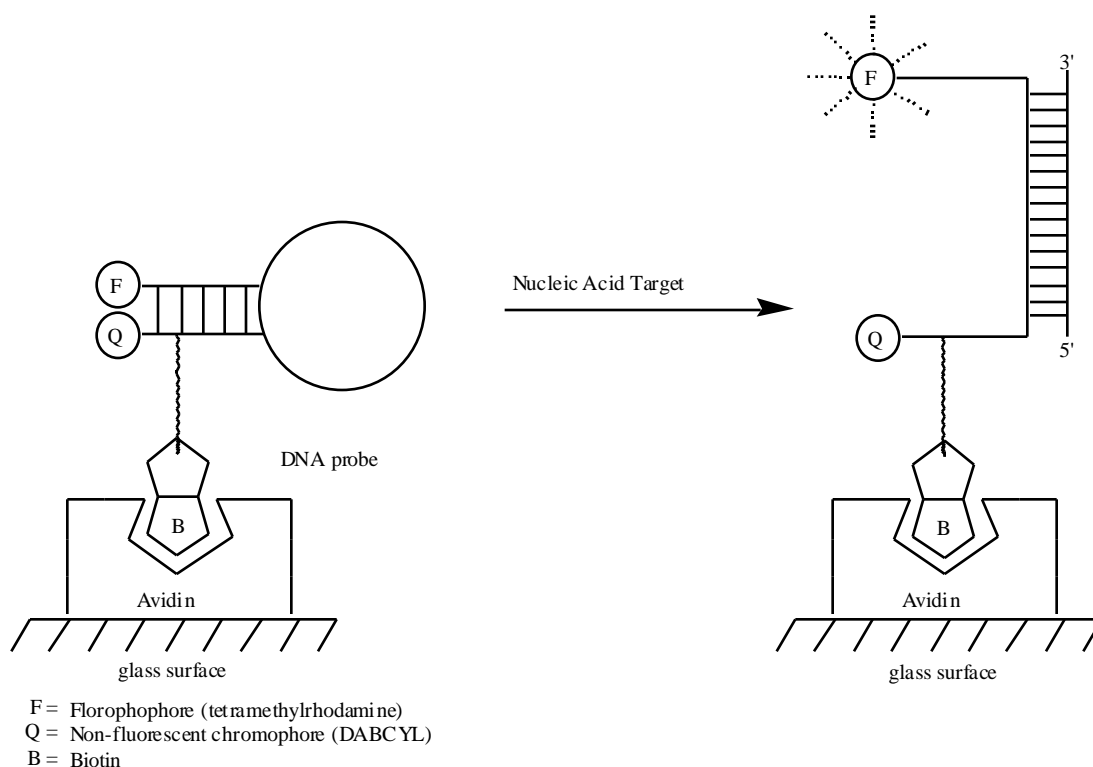 F
3'
F
Nucleic Acid Target
Q
Q
5'
DNA probe
B
B
Avidin
Avidin
glass surface
glass surface
F = Florophophore (tetramethylrhodamine)
Q = Non-fluorescent chromophore (DABCYL)
B = Biotin